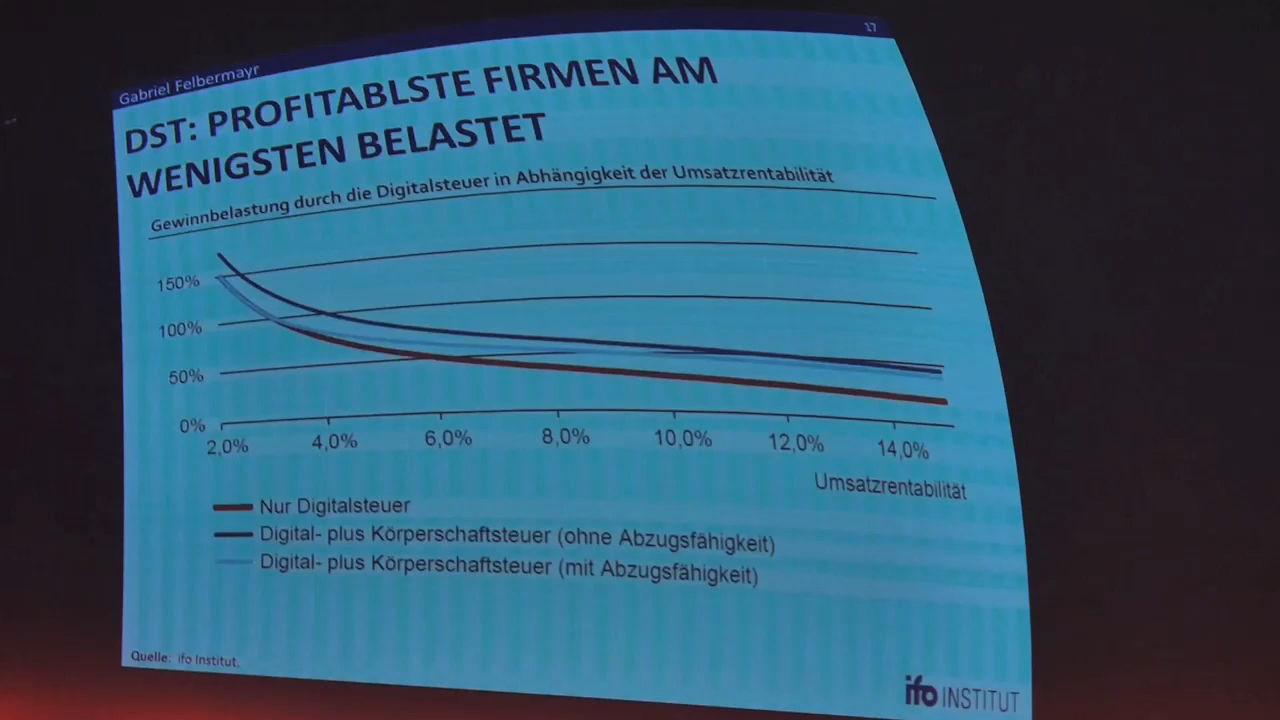 17
Gabriel Felbermayr
DST: PROFITABLSTE FIRMEN AM
WENIGSTEN BELASTET
Gewinnbelastung durch die Digitalsteuer in Abhängigkeit der Umsatzrentabilität
150%
100%
50%
0%
2,0% 4,0% 6,0% 8,0% 10,0% 12,0% 14,0%
Umsatzrentabilität
Nur Digitalsteuer
Digital- plus Körperschaftsteuer (ohne Abzugsfähigkeit)
Digital- plus Körperschaftsteuer (mit Abzugsfähigkeit)
Quelle: ifo Institut.
ifo INSTITUT